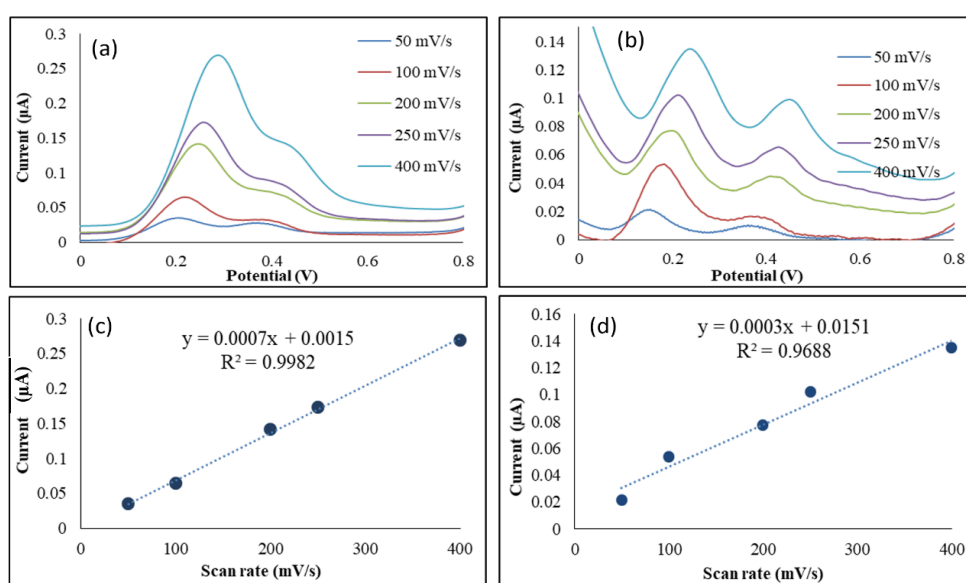 (a)
0.3
0.25
0.2
0.15
0.1
0.05
0
Current (µA)
0 0.2 0.4 0.6 0.8
Potential (V)
50 mV/s
100 mV/s
200 mV/s
250 mV/s
400 mV/s
(b)
0.14
0.12
0.1
0.08
0.06
0.04
0.02
0
Current (µA)
0 0.2 0.4 0.6 0.8
Potential (V)
50 mV/s
100 mV/s
200 mV/s
250 mV/s
400 mV/s
(c)
y = 0.0007x + 0.0015
R² = 0.9982
0.3
0.25
0.2
0.15
0.1
0.05
0
Current (µA)
0 100 200 300 400
Scan rate (mV/s)
(d)
y = 0.0003x + 0.0151
R² = 0.9688
0.16
0.14
0.12
0.1
0.08
0.06
0.04
0.02
0
Current (µA)
0 100 200 300 400
Scan rate (mV/s)